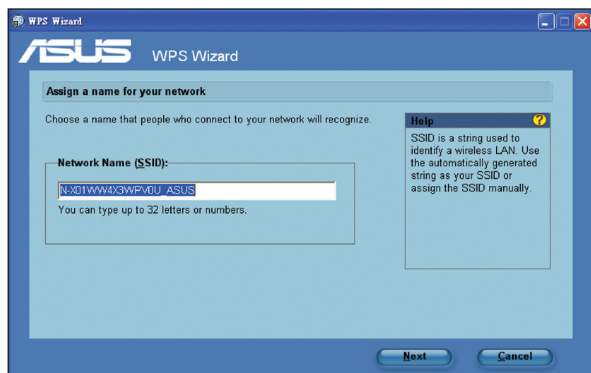 WPS Wizard
ASUS WPS Wizard
Assign a name for your network
Choose a name that people who connect to your network will recognize.
Network Name (SSID):
N-X01WW4X3WPV0U_ASUS
You can type up to 32 letters or numbers.
Help
SSID is a string used to
identify a wireless LAN. Use
the automatically generated
string as your SSID or
assign the SSID manually.
Next
Cancel